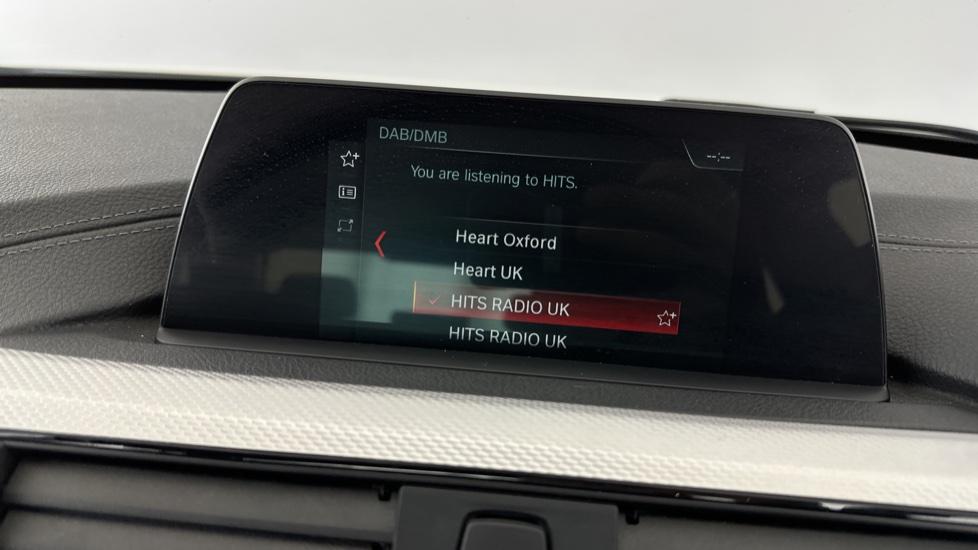 DAB/DMB
--:--
You are listening to HITS.
Heart Oxford
Heart UK
HITS RADIO UK
HITS RADIO UK